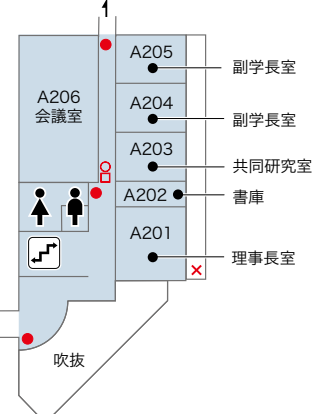 1
A205
副学長室
A206
会議室
A204
副学長室
A203
共同研究室
A202
書庫
A201
理事長室
吹抜